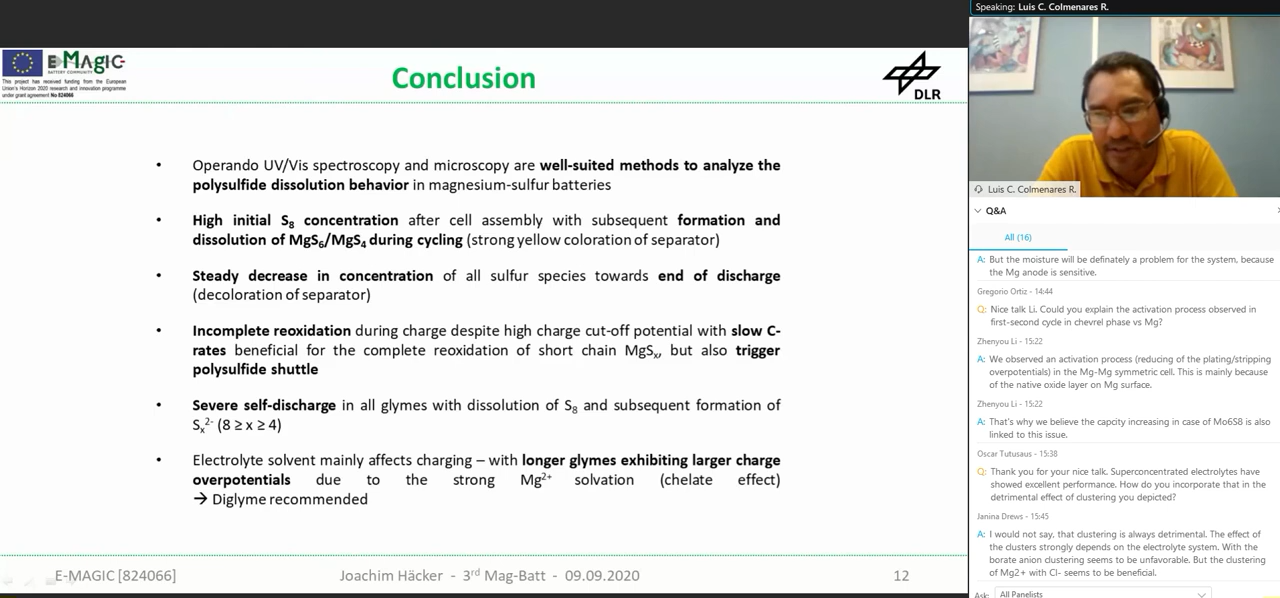 Speaking: Luis C. Colmenares R.
E-MAGIC
BATTERY COMMUNITY
This project has received funding from the European
Union's Horizon 2020 research and innovation programme
under grant agreement No 824066
Conclusion
DLR
• Operando UV/Vis spectroscopy and microscopy are well-suited methods to analyze the
polysulfide dissolution behavior in magnesium-sulfur batteries
• High initial S8 concentration after cell assembly with subsequent formation and
dissolution of MgS6/MgS4 during cycling (strong yellow coloration of separator)
• Steady decrease in concentration of all sulfur species towards end of discharge
(decoloration of separator)
• Incomplete reoxidation during charge despite high charge cut-off potential with slow C-
rates beneficial for the complete reoxidation of short chain MgSx, but also trigger
polysulfide shuttle
• Severe self-discharge in all glymes with dissolution of S8 and subsequent formation of
Sx2- (8 ≥ x ≥ 4)
• Electrolyte solvent mainly affects charging – with longer glymes exhibiting larger charge
overpotentials due to the strong Mg2+ solvation (chelate effect)
→ Diglyme recommended
E-MAGIC [824066]
Joachim Häcker - 3rd Mag-Batt - 09.09.2020
12
Luis C. Colmenares R.
Q&A
All (16)
A: But the moisture will be definately a problem for the system, because
the Mg anode is sensitive.
Gregorio Ortiz - 14:44
Q: Nice talk Li. Could you explain the activation process observed in
first-second cycle in chevrel phase vs Mg?
Zhenyou Li - 15:22
A: We observed an activation process (reducing of the plating/stripping
overpotentials) in the Mg-Mg symmetric cell. This is mainly because
of the native oxide layer on Mg surface.
Zhenyou Li - 15:22
A: That's why we believe the capcity increasing in case of Mo6S8 is also
linked to this issue.
Oscar Tutusaus - 15:38
Q: Thank you for your nice talk. Superconcentrated electrolytes have
showed excellent performance. How do you incorporate that in the
detrimental effect of clustering you depicted?
Janina Drews - 15:45
A: I would not say, that clustering is always detrimental. The effect of
the clusters strongly depends on the electrolyte system. With the
borate anion clustering seems to be unfavorable. But the clustering
of Mg2+ with Cl- seems to be beneficial.
Ask: All Panelists